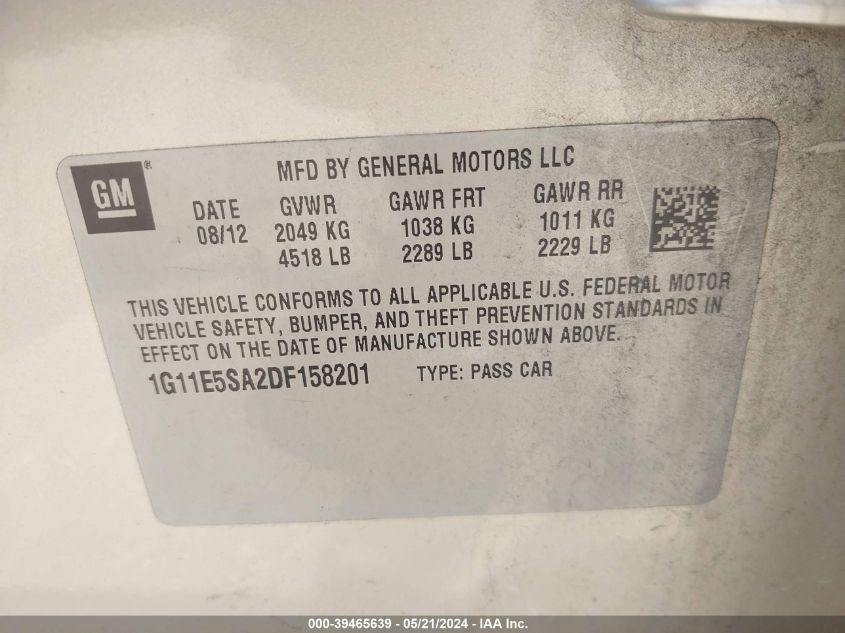 GM®
MFD BY GENERAL MOTORS LLC
DATE GVWR GAWR FRT GAWR RR
08/12 2049 KG 1038 KG 1011 KG
4518 LB 2289 LB 2229 LB
THIS VEHICLE CONFORMS TO ALL APPLICABLE U.S. FEDERAL MOTOR
VEHICLE SAFETY, BUMPER, AND THEFT PREVENTION STANDARDS IN
EFFECT ON THE DATE OF MANUFACTURE SHOWN ABOVE.
1G11E5SA2DF158201 TYPE: PASS CAR
000-39465639 - 05/21/2024 - IAA Inc.